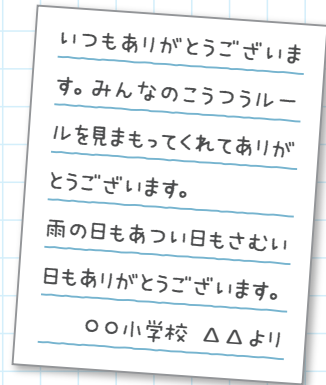 いつもありがとうございま
す。みんなのこうつうルー
ルを見まもってくれてありが
とうございます。
雨の日もあつい日もさむい
日もありがとうございます。
○○小学校 △△より